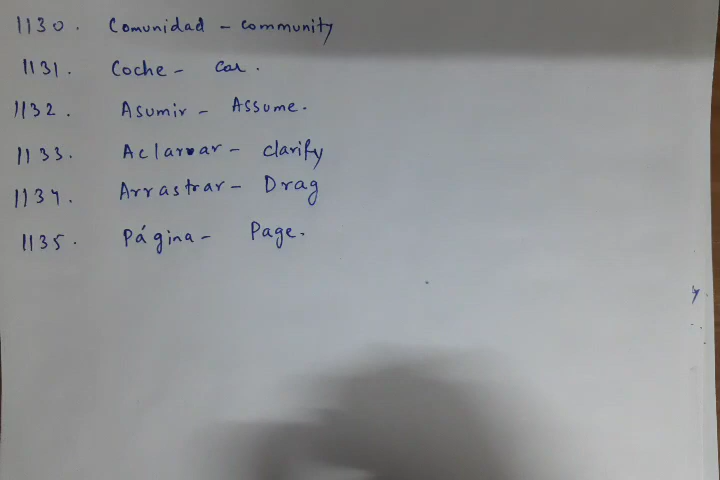 1130. Comunidad - community
1131. Coche - Car.
1132. Asumir - Assume.
1133. Aclarar - clarify
1134. Arrastrar - Drag
1135. Página - Page.